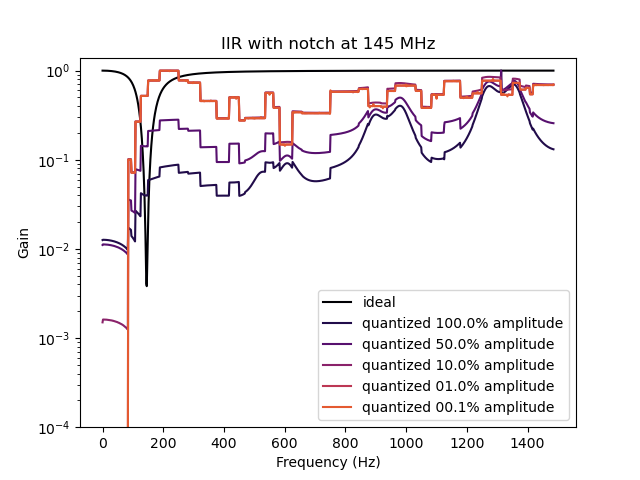 IIR with notch at 145 MHz
Gain
10⁰
10⁻¹
10⁻²
10⁻³
10⁻⁴
ideal
quantized 100.0% amplitude
quantized 50.0% amplitude
quantized 10.0% amplitude
quantized 01.0% amplitude
quantized 00.1% amplitude
0 200 400 600 800 1000 1200 1400
Frequency (Hz)